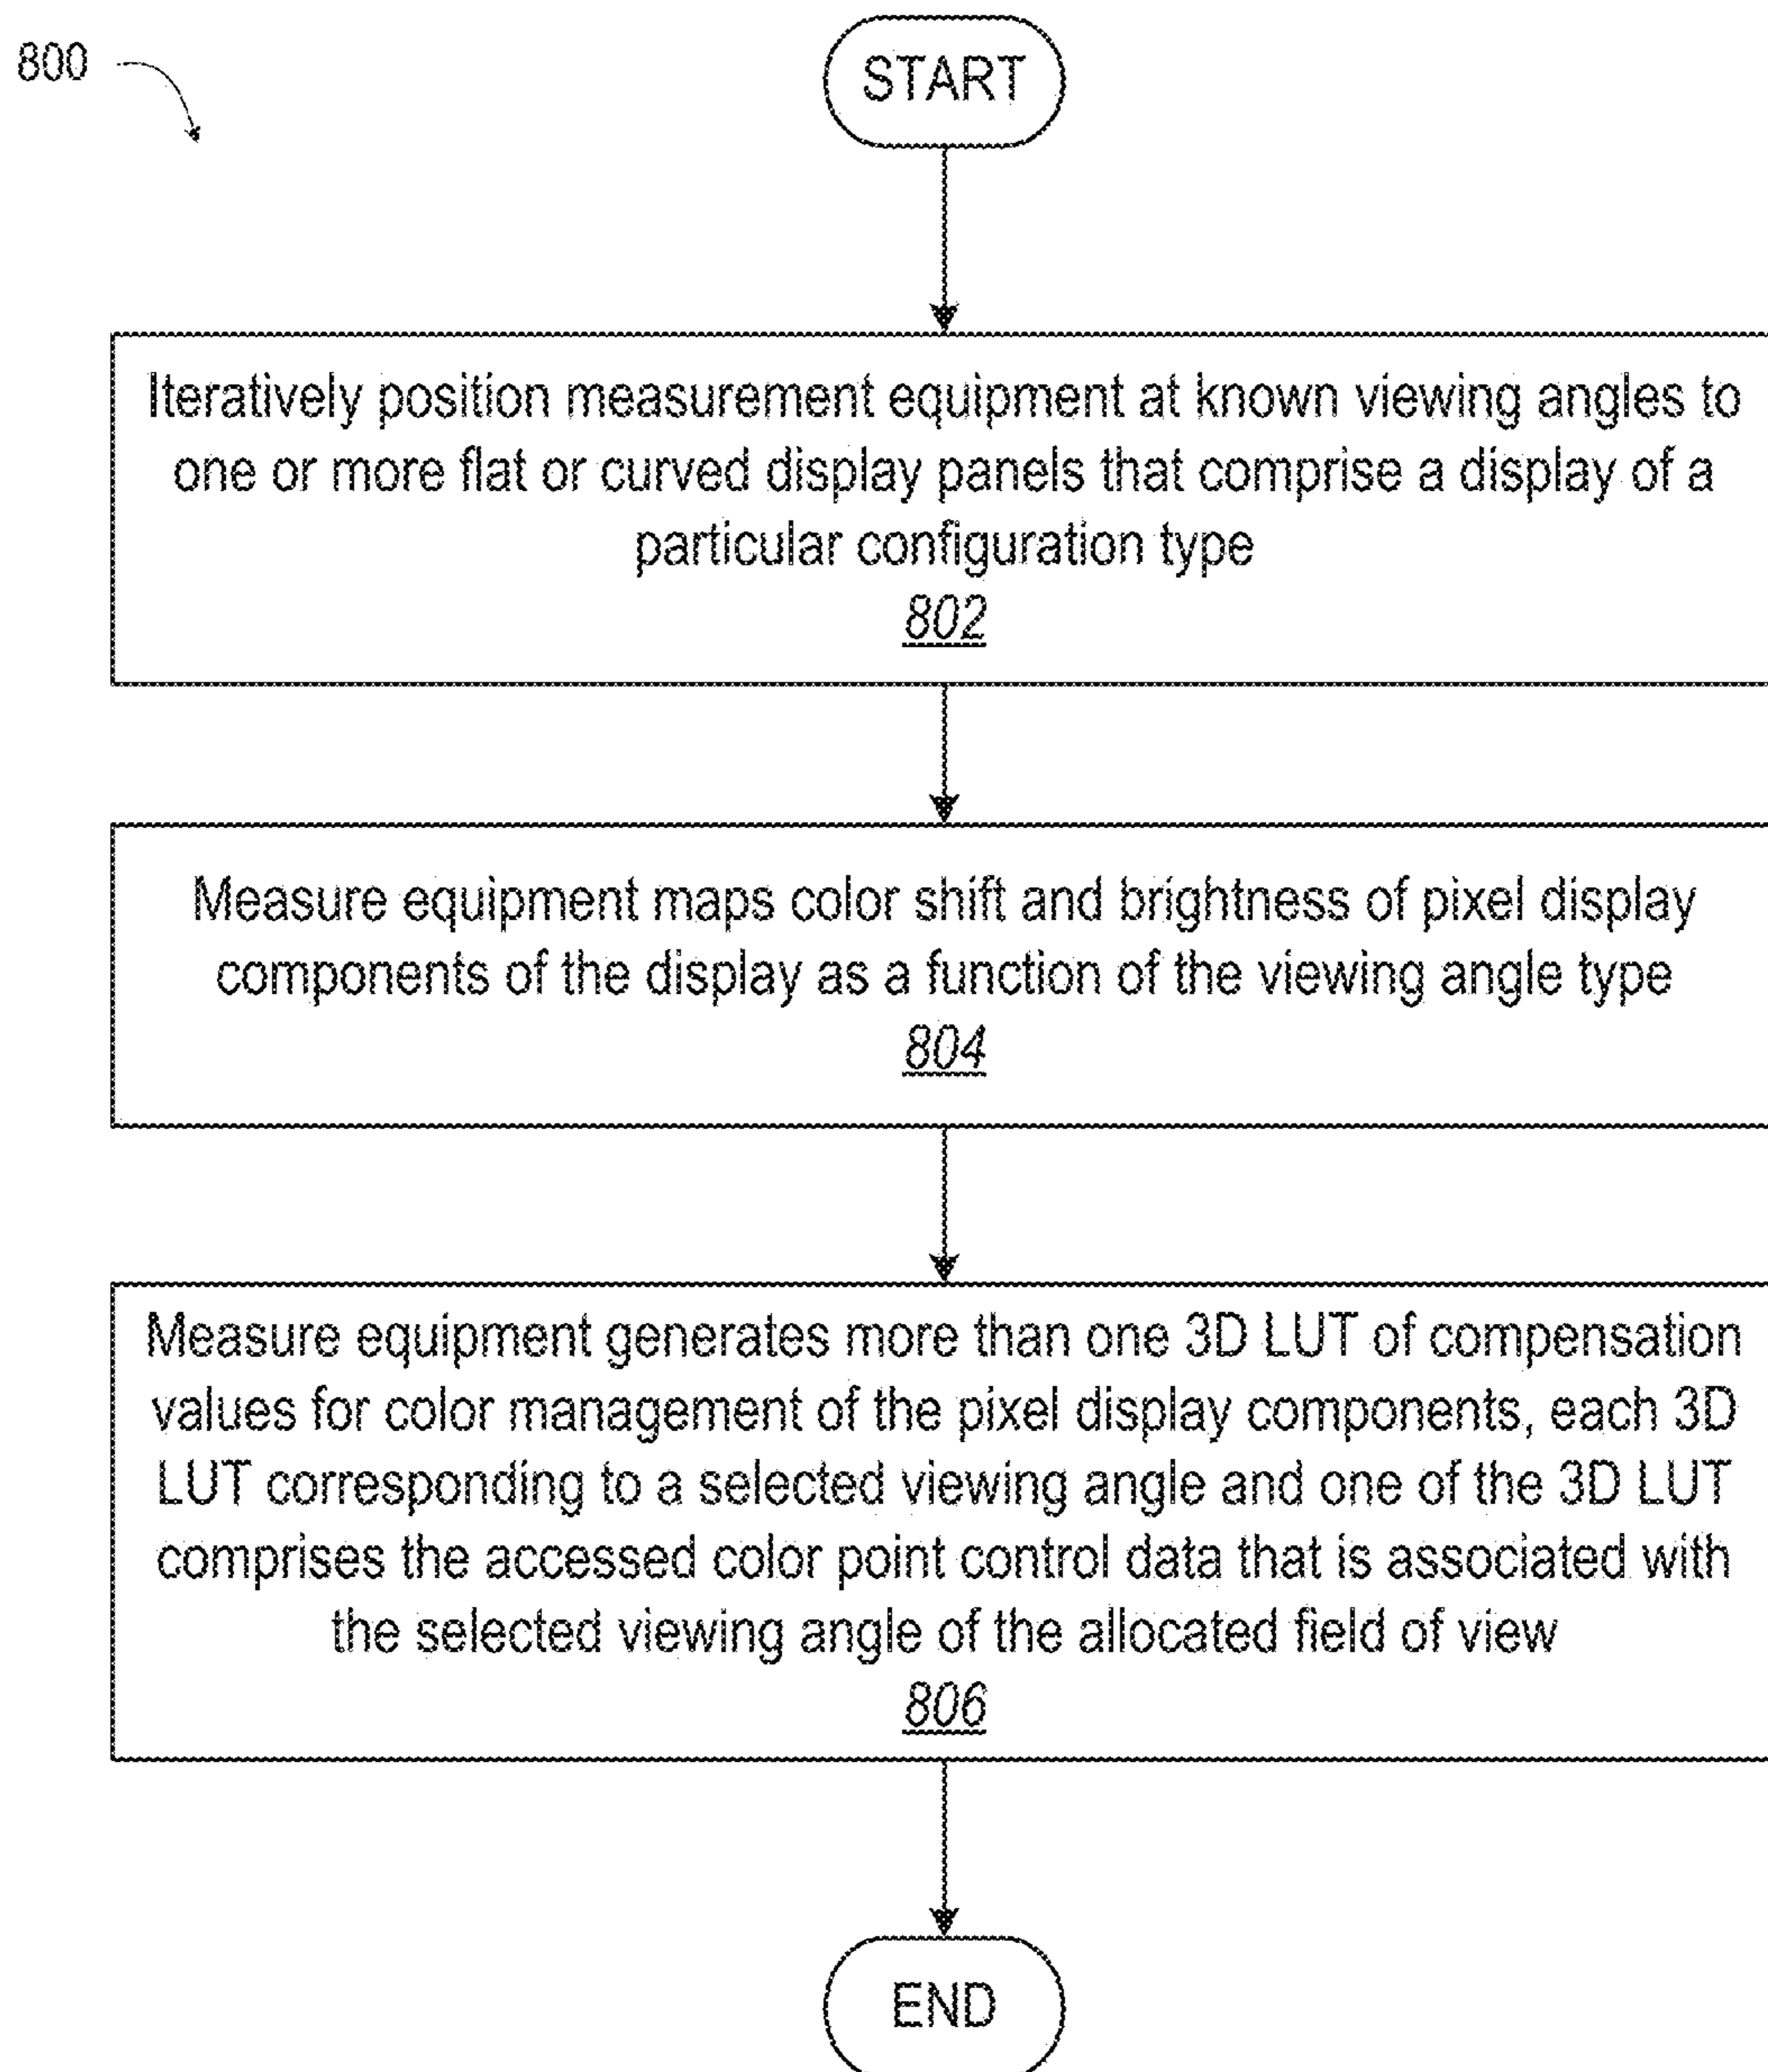 800
START
Iteratively position measurement equipment at known viewing angles to
one or more flat or curved display panels that comprise a display of a
particular configuration type
802
Measure equipment maps color shift and brightness of pixel display
components of the display as a function of the viewing angle type
804
Measure equipment generates more than one 3D LUT of compensation
values for color management of the pixel display components, each 3D
LUT corresponding to a selected viewing angle and one of the 3D LUT
comprises the accessed color point control data that is associated with
the selected viewing angle of the allocated field of view
806
END